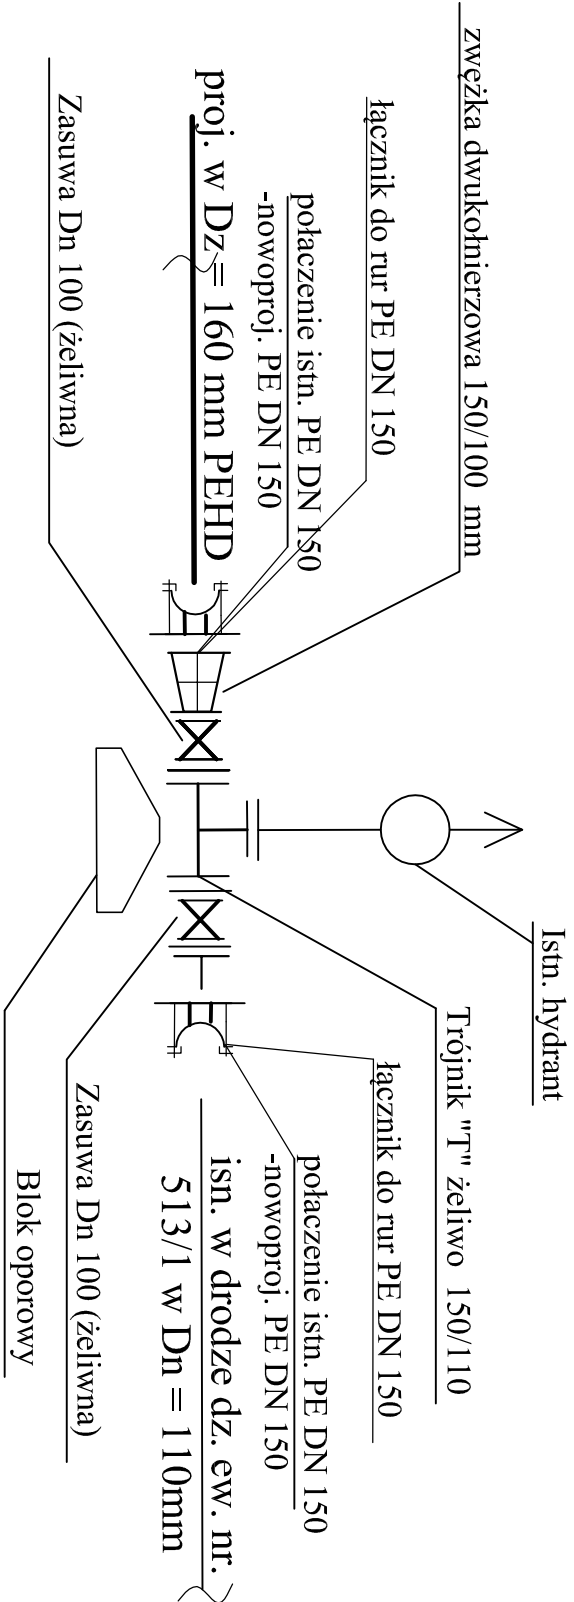 zwężka dwukołnierzowa 150/100 mm
łącznik do rur PE DN 150
połaczenie istn. PE DN 150
-nowoproj. PE DN 150
proj. w Dz= 160 mm PEHD
Zasuwa Dn 100 (żeliwna)
Istn. hydrant
Trójnik "T" żeliwo 150/110
łącznik do rur PE DN 150
połaczenie istn. PE DN 150
-nowoproj. PE DN 150
isn. w drodze dz. ew. nr.
513/1 w Dn = 110mm
Zasuwa Dn 100 (żeliwna)
Blok oporowy